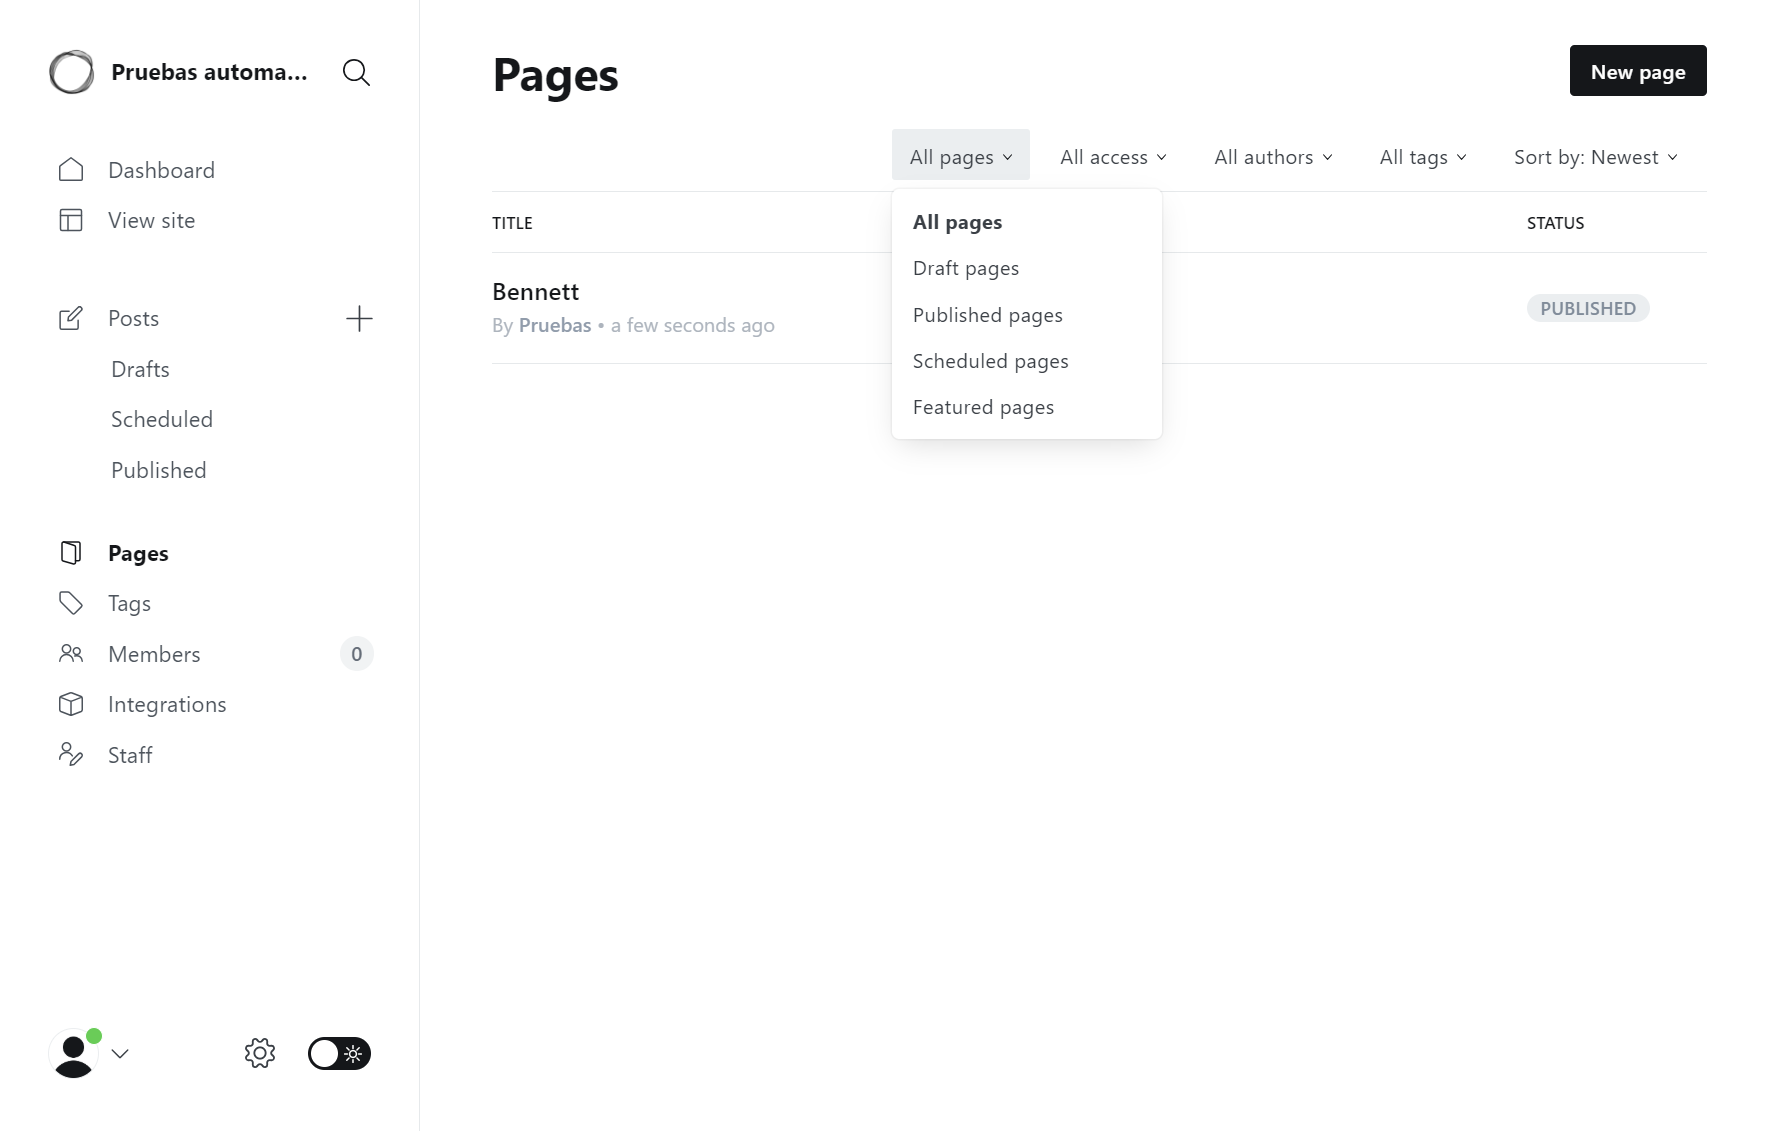 Pruebas automa...
Dashboard
View site
Posts
Drafts
Scheduled
Published
Pages
Tags
Members 0
Integrations
Staff
Pages
New page
All pages All access All authors All tags Sort by: Newest
All pages
Draft pages
Published pages
Scheduled pages
Featured pages
TITLE STATUS
Bennett
By Pruebas • a few seconds ago
PUBLISHED